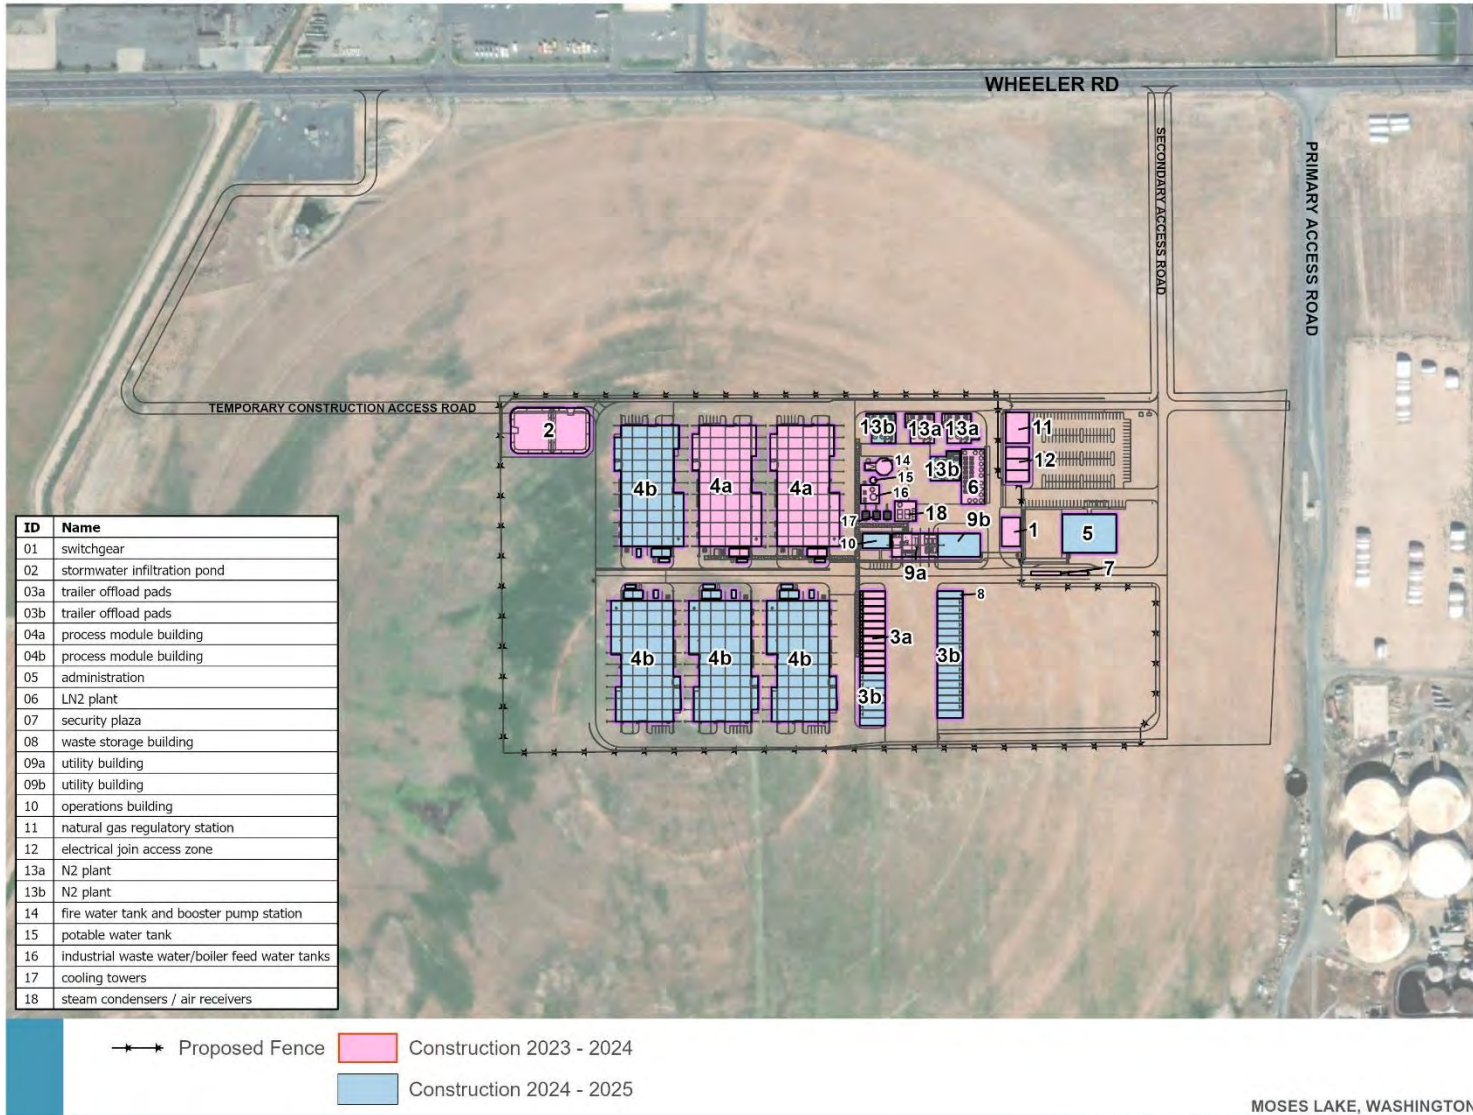 WHEELER RD
SECONDARY ACCESS ROAD
PRIMARY ACCESS ROAD
TEMPORARY CONSTRUCTION ACCESS ROAD
2
4b
4a
4a
13b
13a
13a
11
14
13b
12
15
6
16
17
18
9b
1
5
10
9a
7
8
4b
4b
4b
3a
3b
3b
ID Name
01 switchgear
02 stormwater infiltration pond
03a trailer offload pads
03b trailer offload pads
04a process module building
04b process module building
05 administration
06 LN2 plant
07 security plaza
08 waste storage building
09a utility building
09b utility building
10 operations building
11 natural gas regulatory station
12 electrical join access zone
13a N2 plant
13b N2 plant
14 fire water tank and booster pump station
15 potable water tank
16 industrial waste water/boiler feed water tanks
17 cooling towers
18 steam condensers / air receivers
Proposed Fence
Construction 2023 - 2024
Construction 2024 - 2025
MOSES LAKE, WASHINGTON